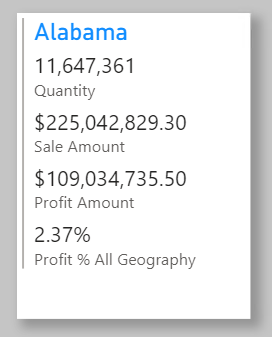 Alabama
11,647,361
Quantity
$225,042,829.30
Sale Amount
$109,034,735.50
Profit Amount
2.37%
Profit % All Geography